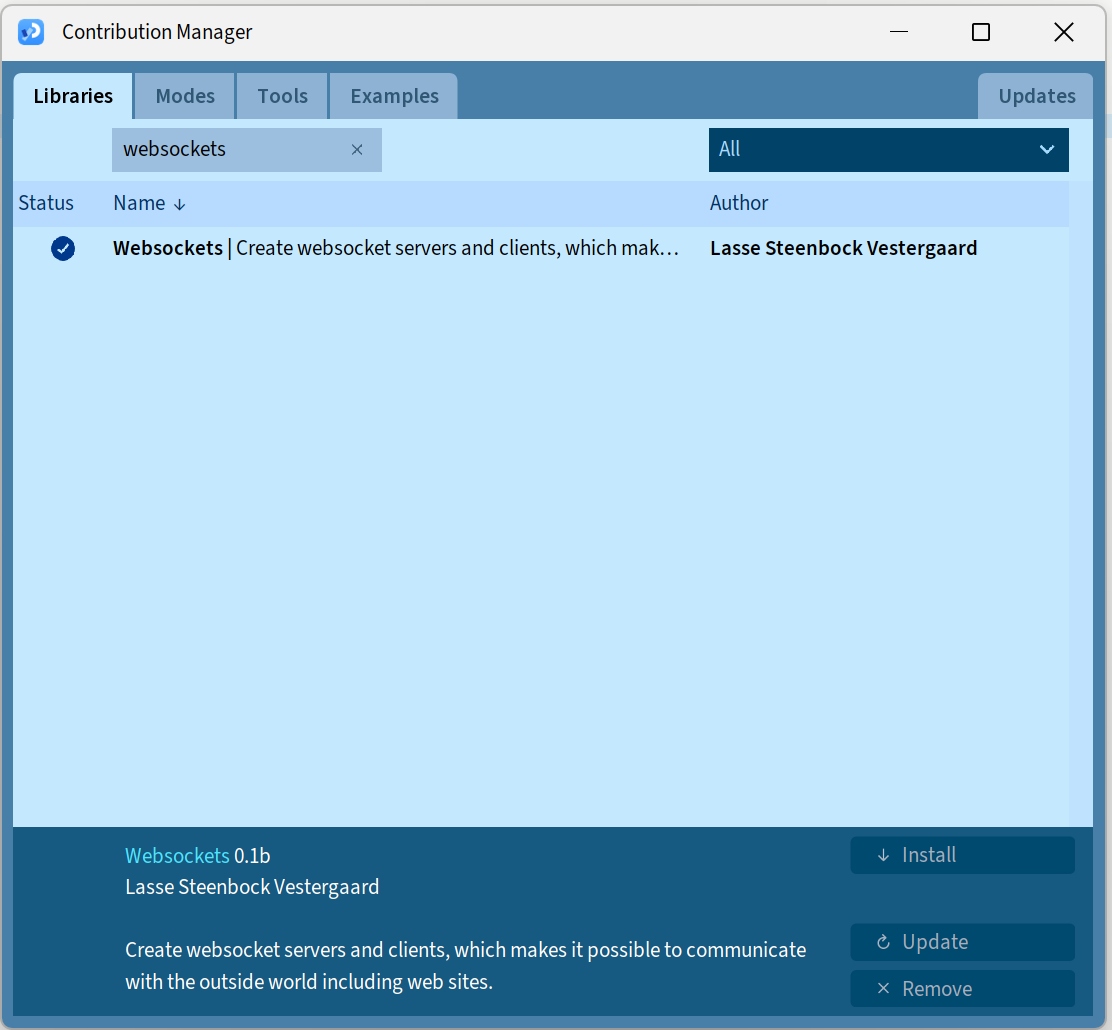 Contribution Manager
Libraries Modes Tools Examples Updates
websockets All
Status Name ↓ Author
Websockets | Create websocket servers and clients, which mak... Lasse Steenbock Vestergaard
Websockets 0.1b
Lasse Steenbock Vestergaard
Create websocket servers and clients, which makes it possible to communicate
with the outside world including web sites.
Install
Update
Remove